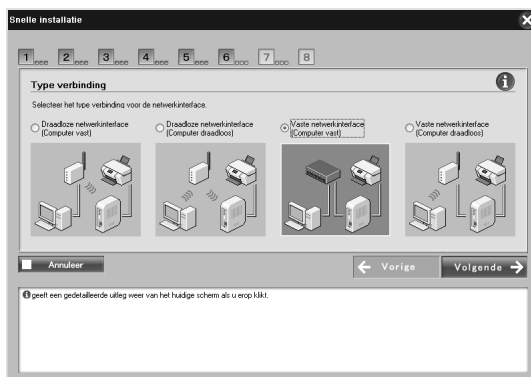 Snelle installatie
1 2 3 4 5 6 7 8
Type verbinding
Selecteer het type verbinding voor de netwerkinterface.
Draadloze netwerkinterface
(Computer vast)
Draadloze netwerkinterface
(Computer draadloos)
Vaste netwerkinterface
(Computer vast)
Vaste netwerkinterface
(Computer draadloos)
Annuleer
Vorige
Volgende
geeft een gedetailleerde uitleg weer van het huidige scherm als u erop klikt.